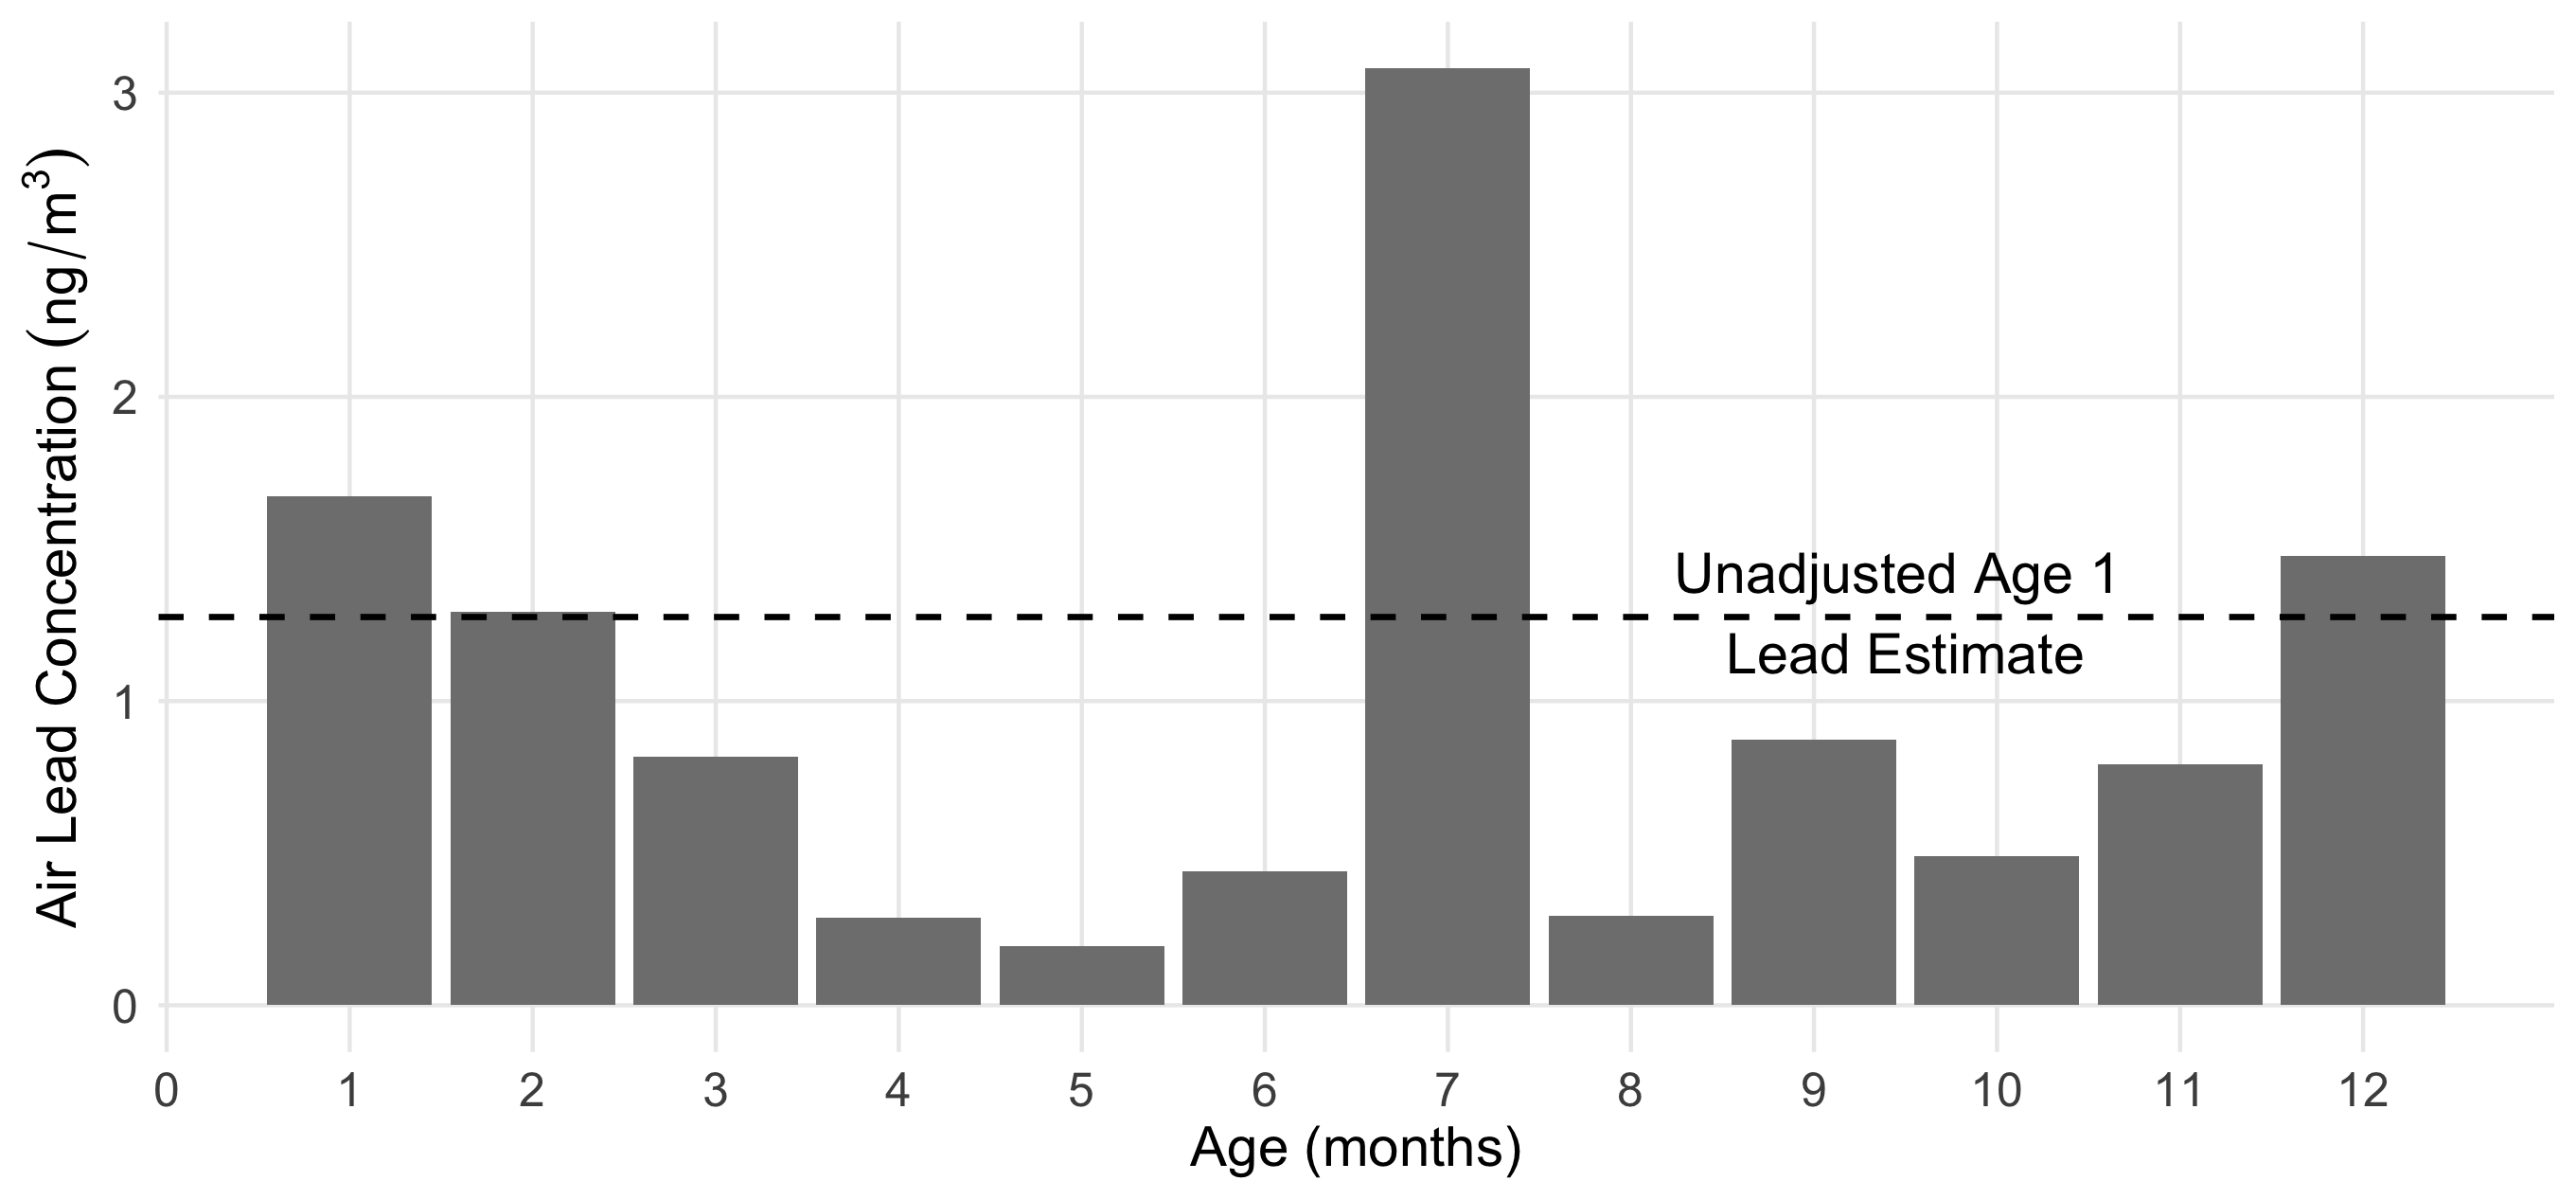 Air Lead Concentration (ng/m³)
3
2
1
0
Unadjusted Age 1
Lead Estimate
0 1 2 3 4 5 6 7 8 9 10 11 12
Age (months)